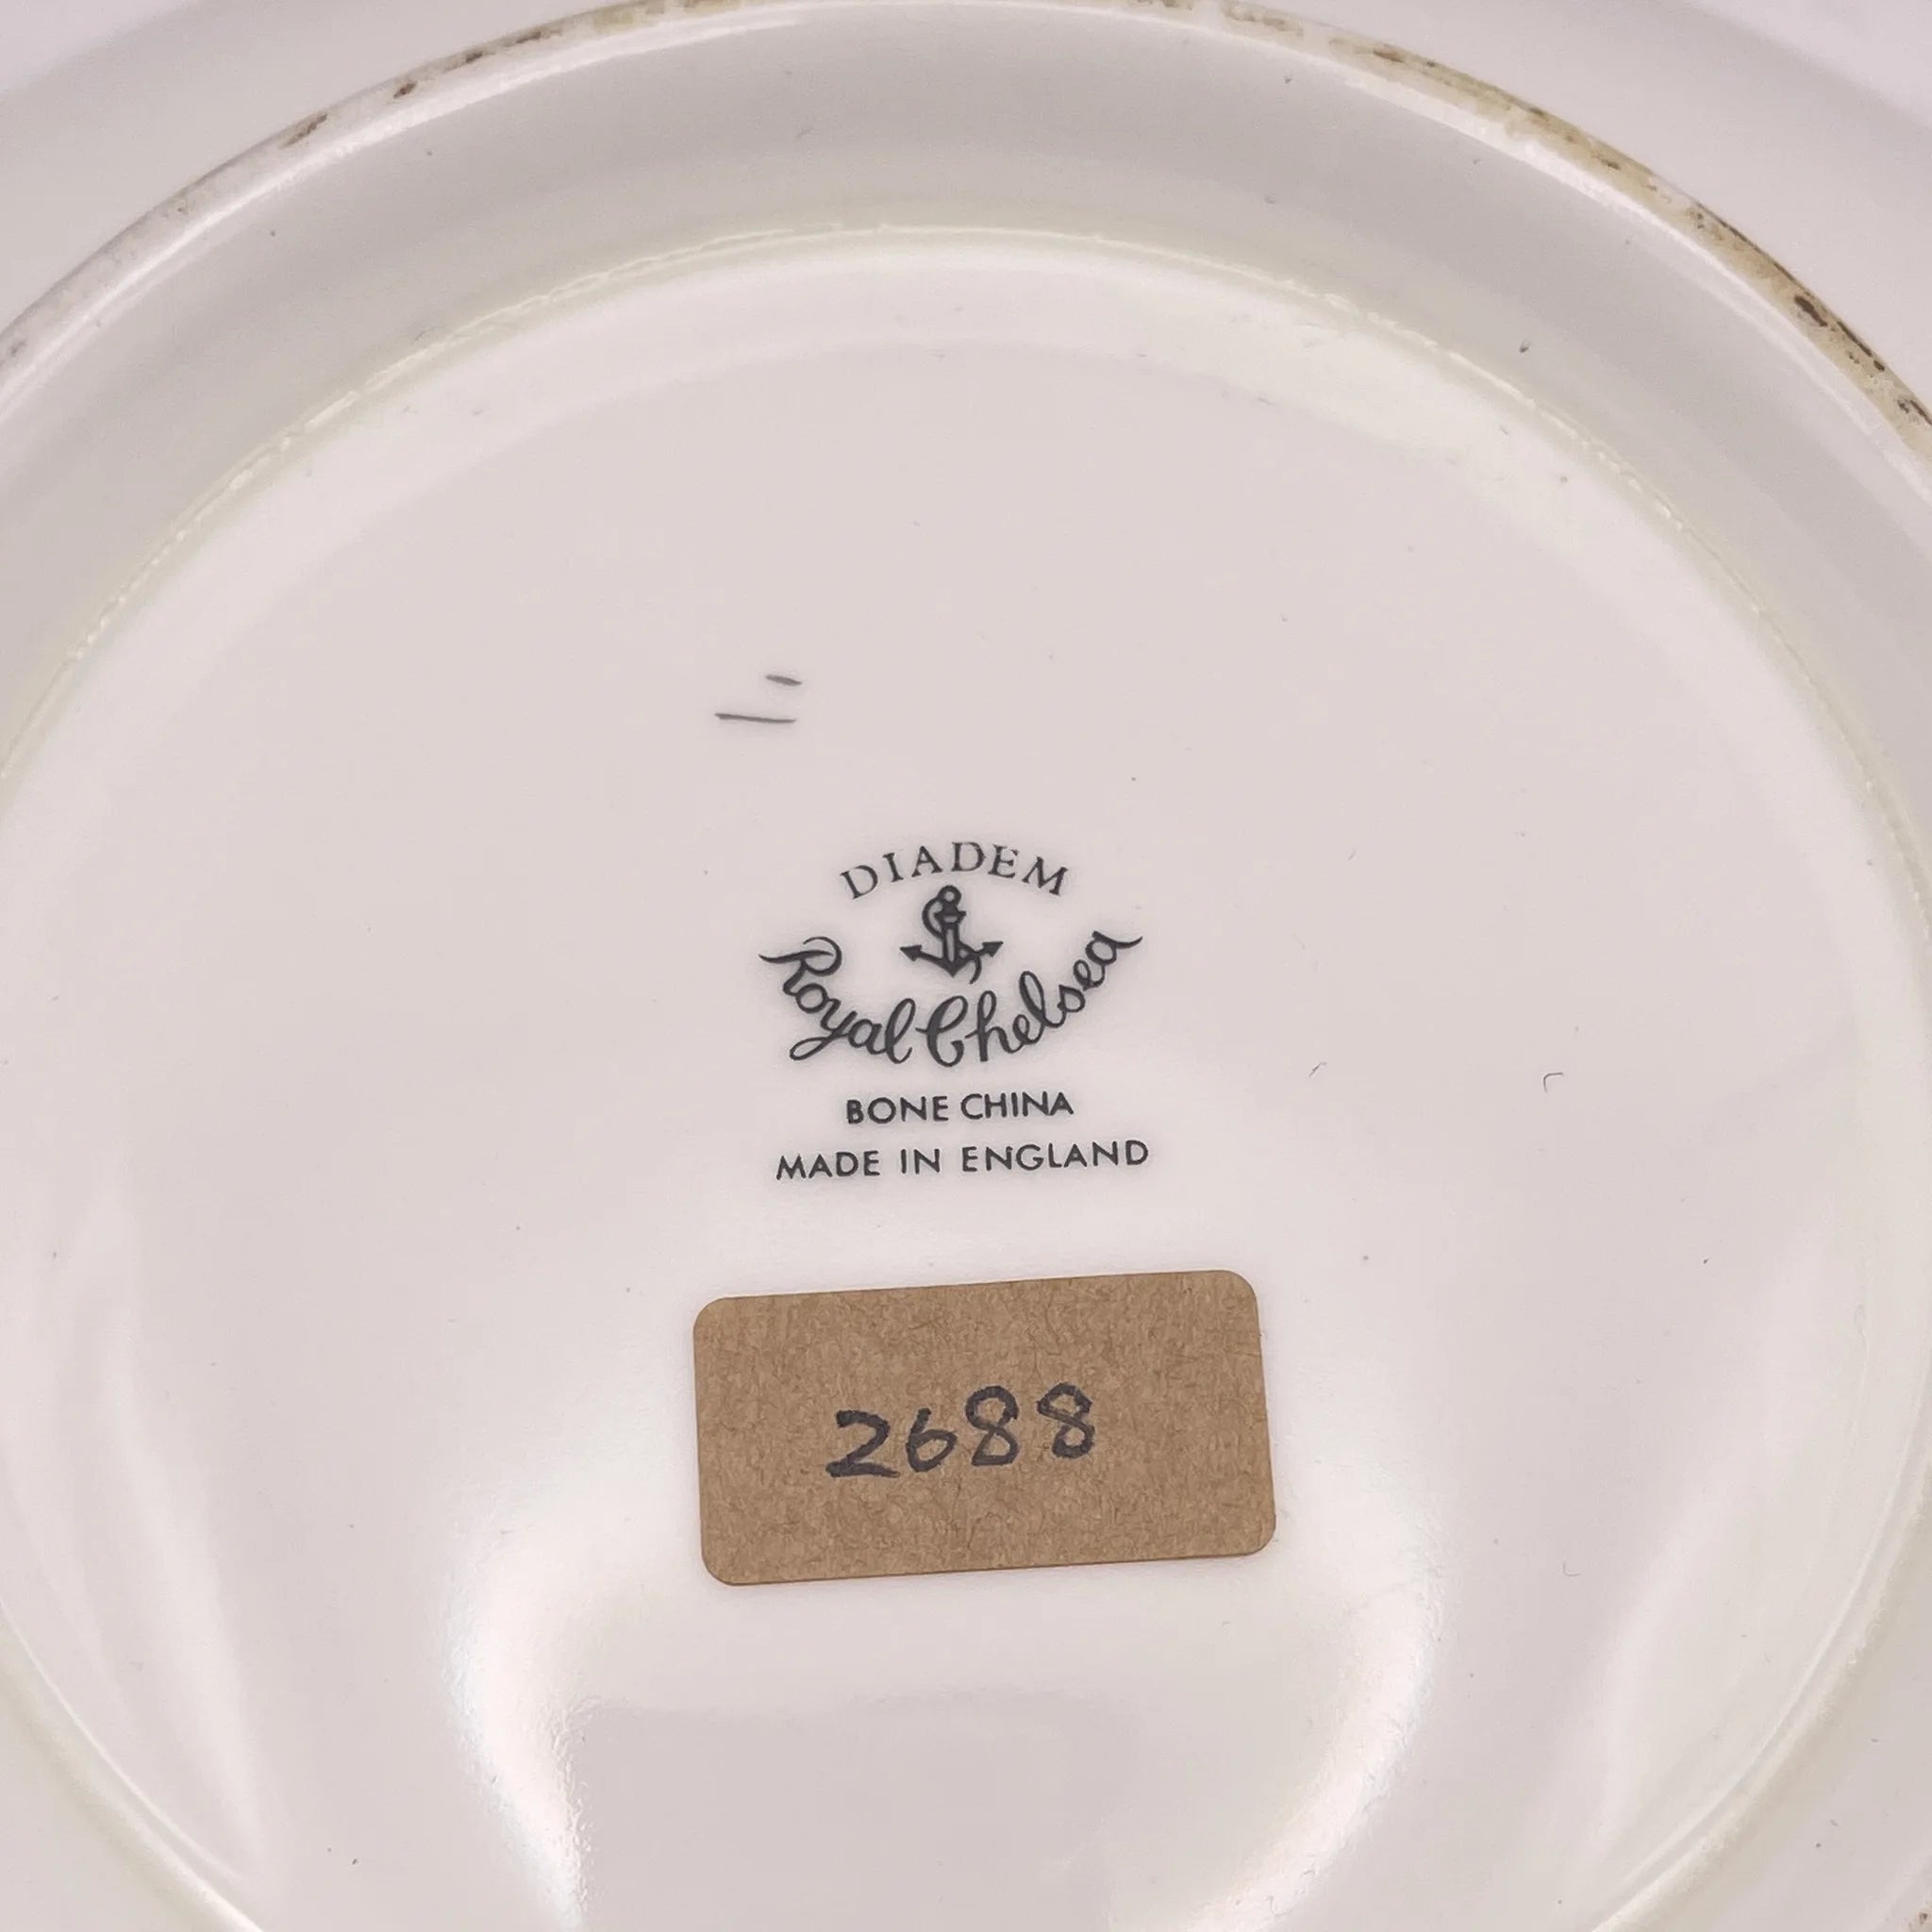 DIADEM
Royal Chelsea
BONE CHINA
MADE IN ENGLAND
2688